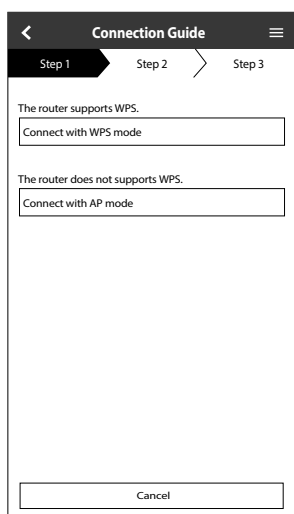 Connection Guide
Step 1 Step 2 Step 3
The router supports WPS.
Connect with WPS mode
The router does not supports WPS.
Connect with AP mode
Cancel